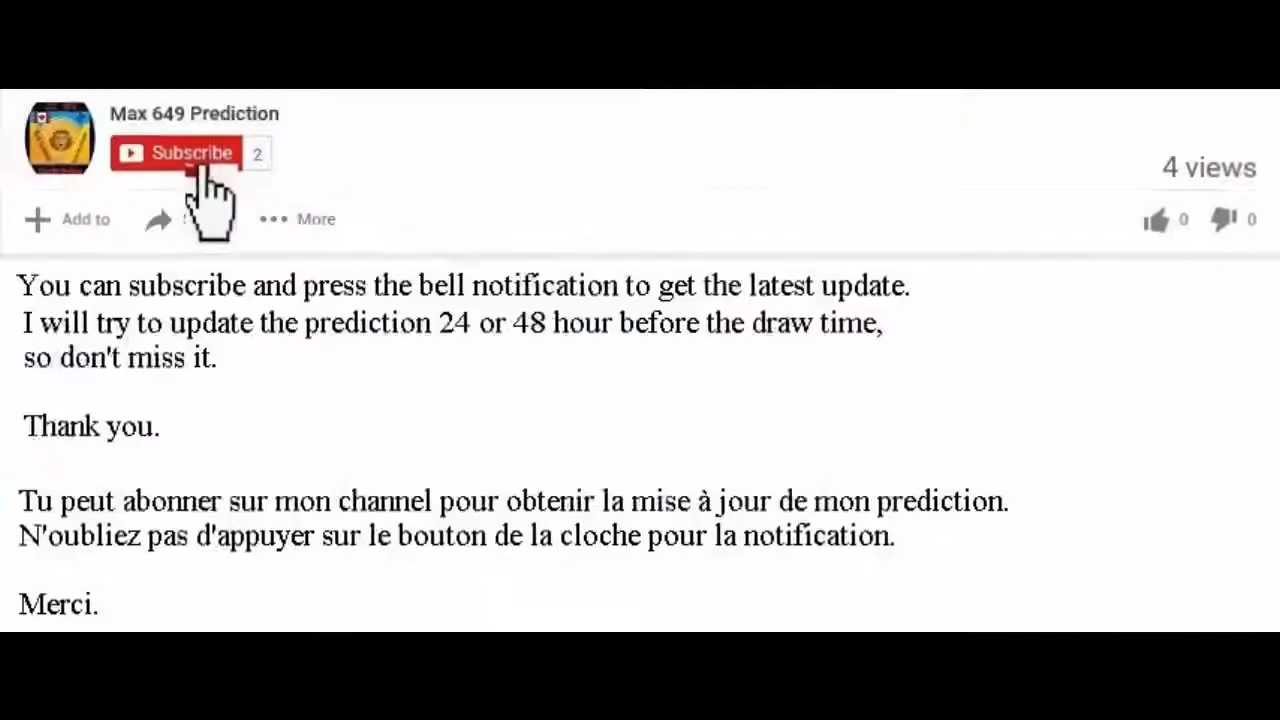 Max 649 Prediction
Subscribe 2
4 views
Add to
More
0 0
You can subscribe and press the bell notification to get the latest update.
I will try to update the prediction 24 or 48 hour before the draw time,
so don't miss it.
Thank you.
Tu peut abonner sur mon channel pour obtenir la mise à jour de mon prediction.
N'oubliez pas d'appuyer sur le bouton de la cloche pour la notification.
Merci.